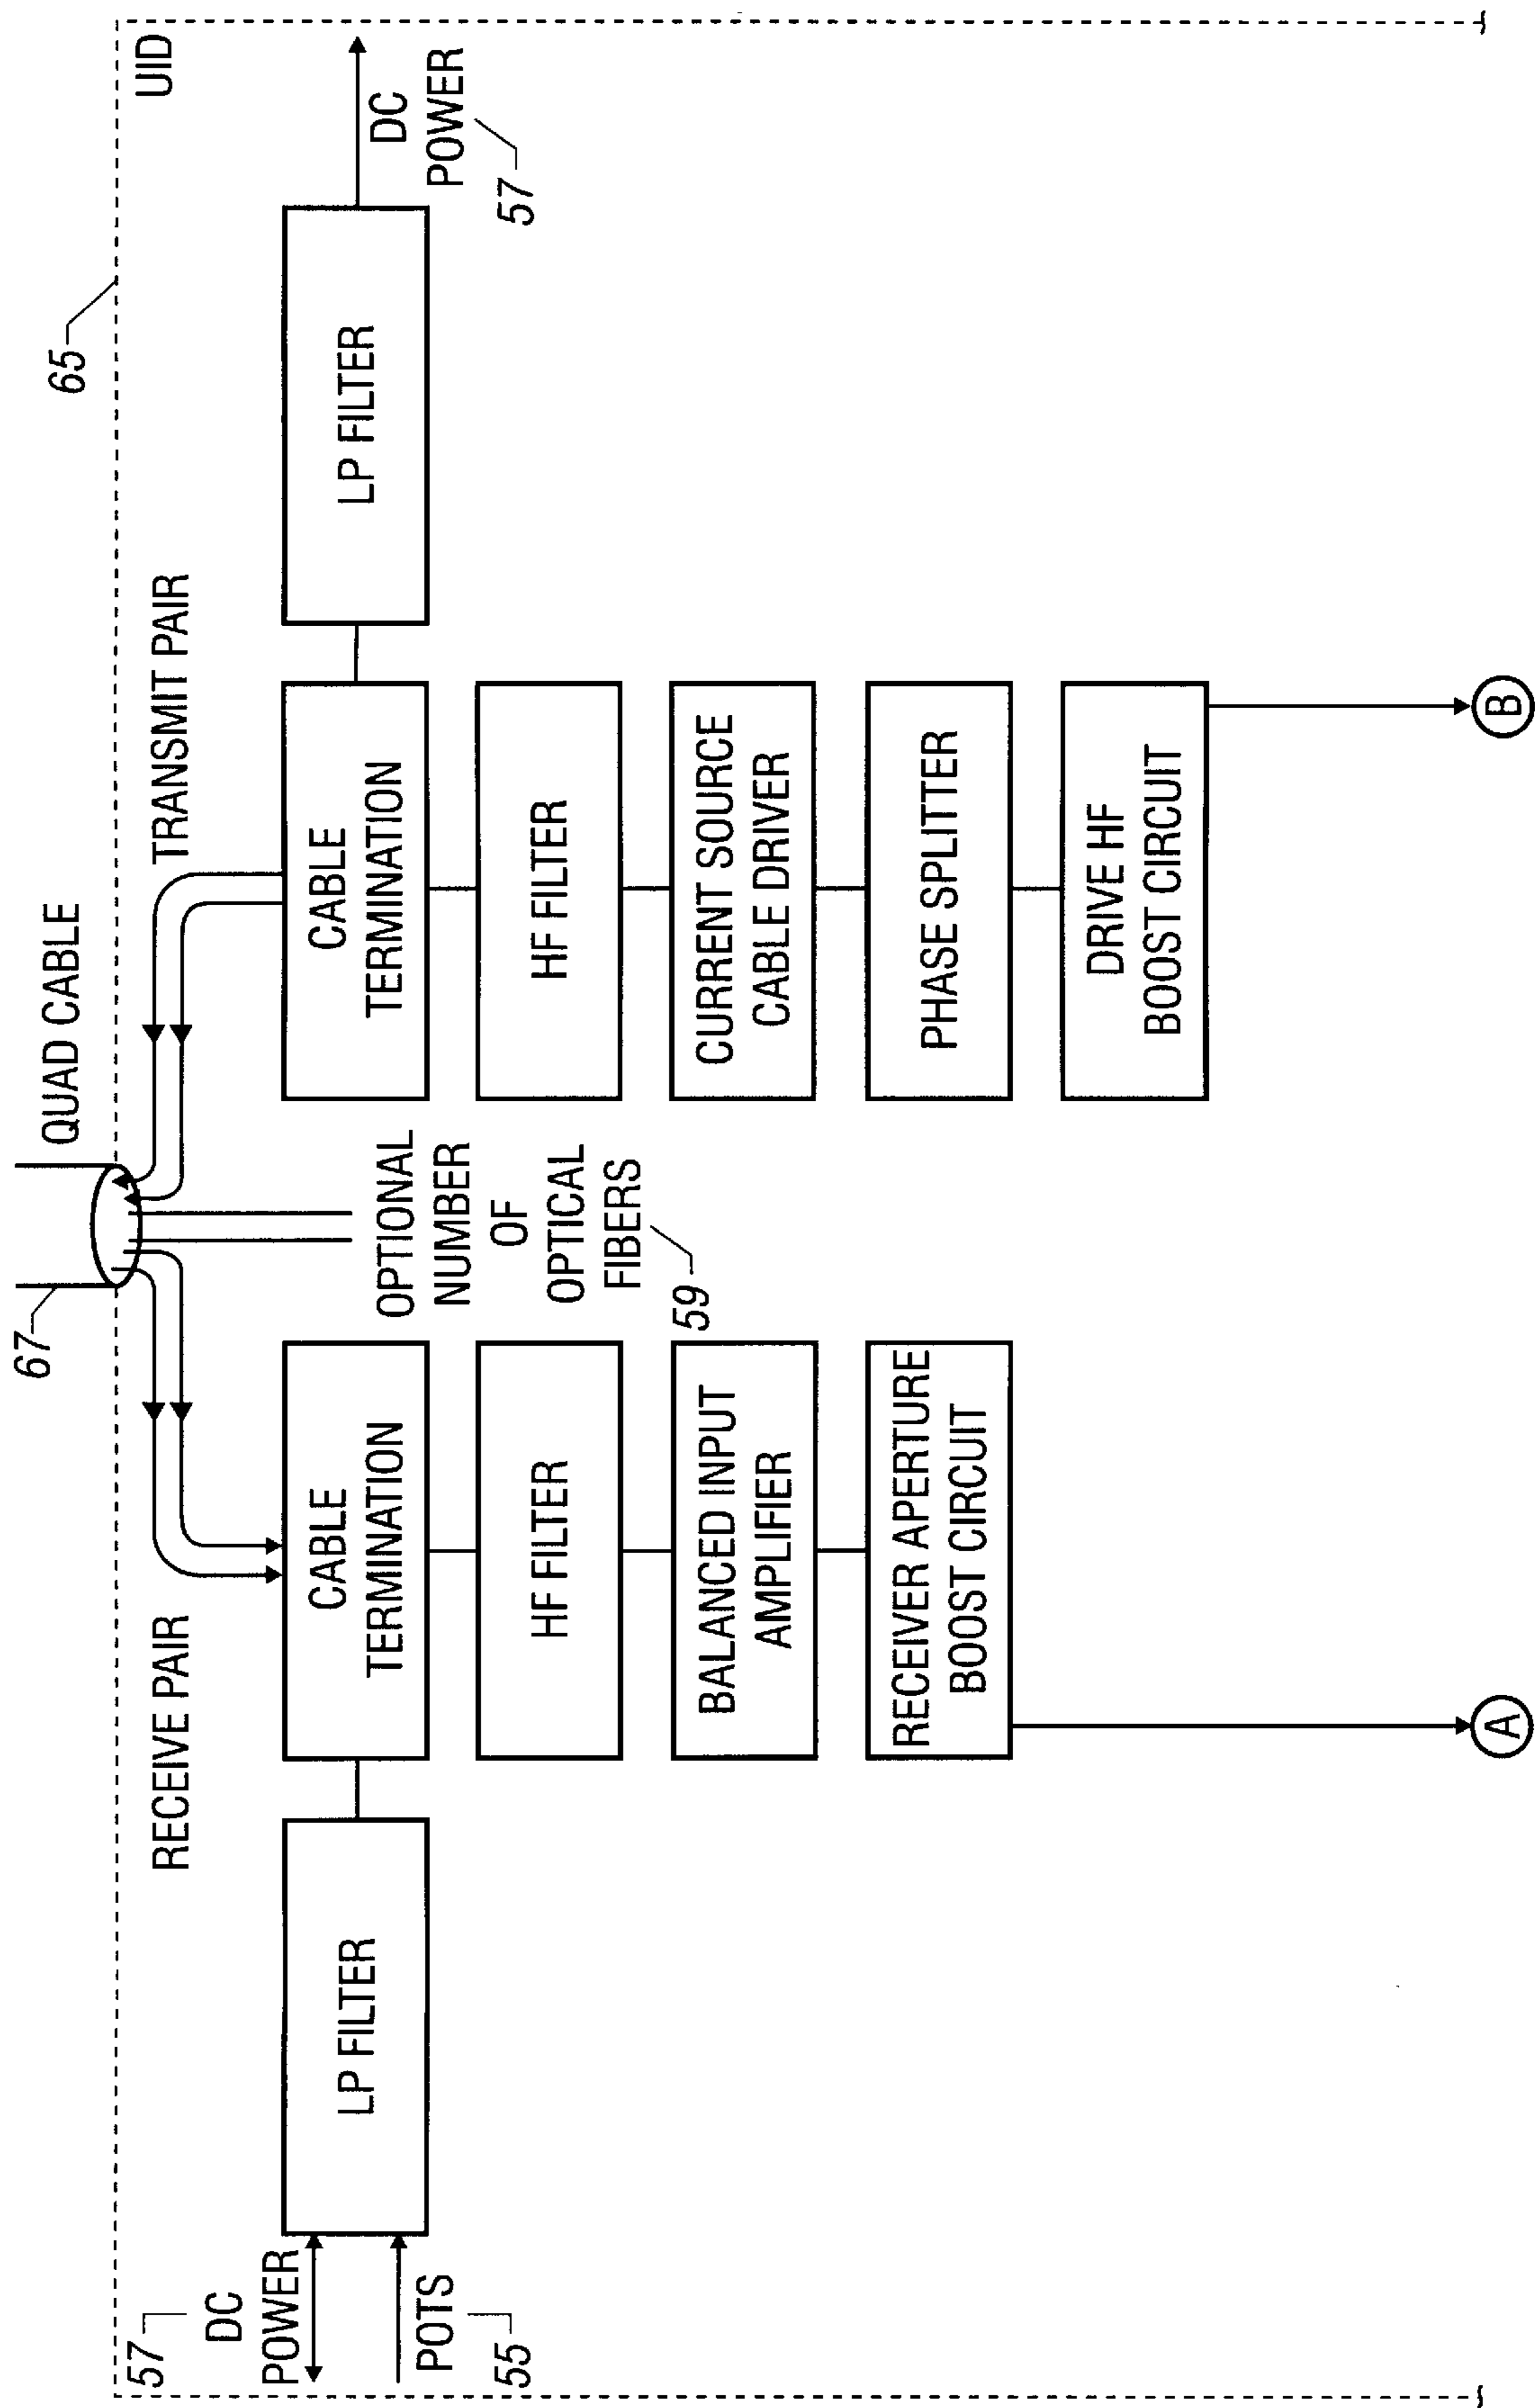 67
QUAD CABLE
65
UID
RECEIVE PAIR
TRANSMIT PAIR
57
DC
POWER
POTS
55
LP FILTER
CABLE
TERMINATION
OPTIONAL
NUMBER
OF
OPTICAL
FIBERS
59
CABLE
TERMINATION
LP FILTER
DC
POWER
57
HF FILTER
HF FILTER
BALANCED INPUT
AMPLIFIER
CURRENT SOURCE
CABLE DRIVER
RECEIVER APERTURE
BOOST CIRCUIT
PHASE SPLITTER
DRIVE HF
BOOST CIRCUIT
A
B